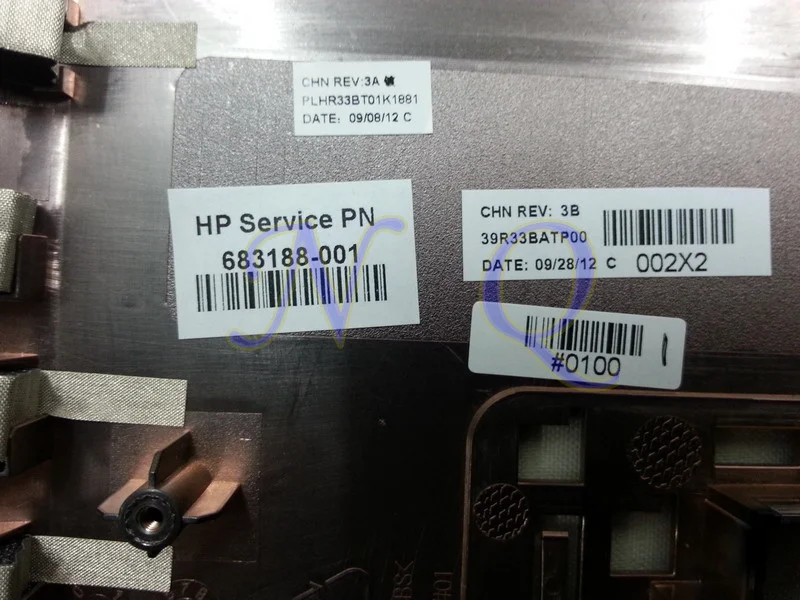 CHN REV:3A
PLHR33BT01K1881
DATE: 09/08/12 C
HP Service PN
683188-001
CHN REV: 3B
39R33BATP00
DATE: 09/28/12 C 002X2
#0100
N Q